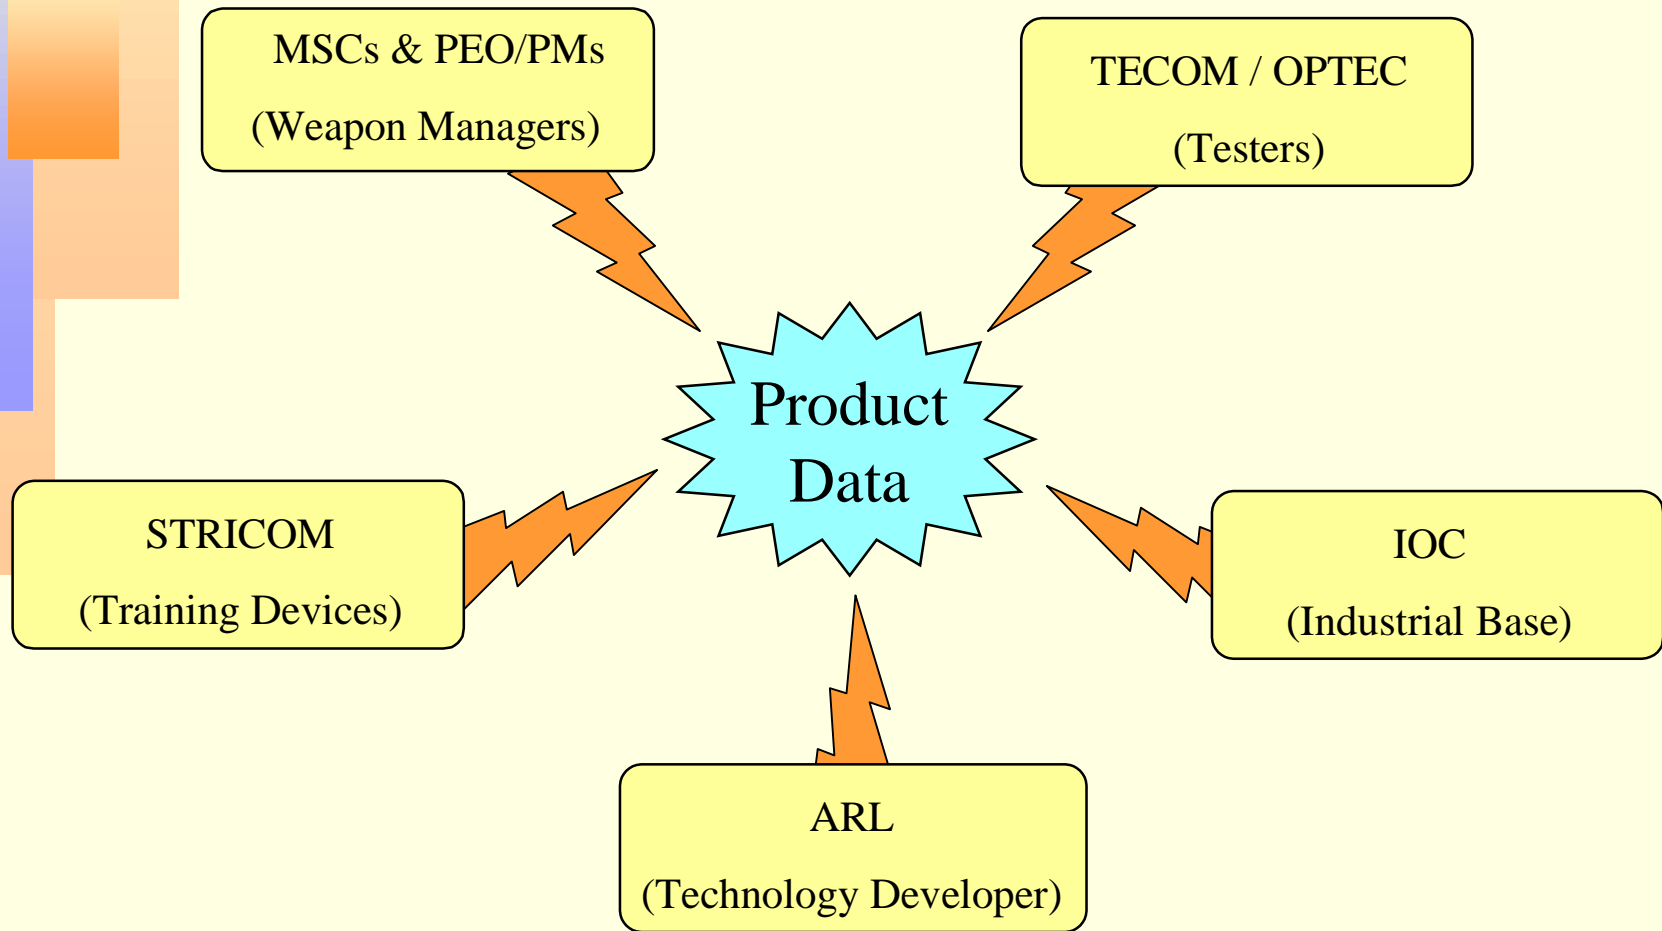 MSCs & PEO/PMs
(Weapon Managers)
TECOM / OPTEC
(Testers)
Product
Data
STRICOM
(Training Devices)
IOC
(Industrial Base)
ARL
(Technology Developer)